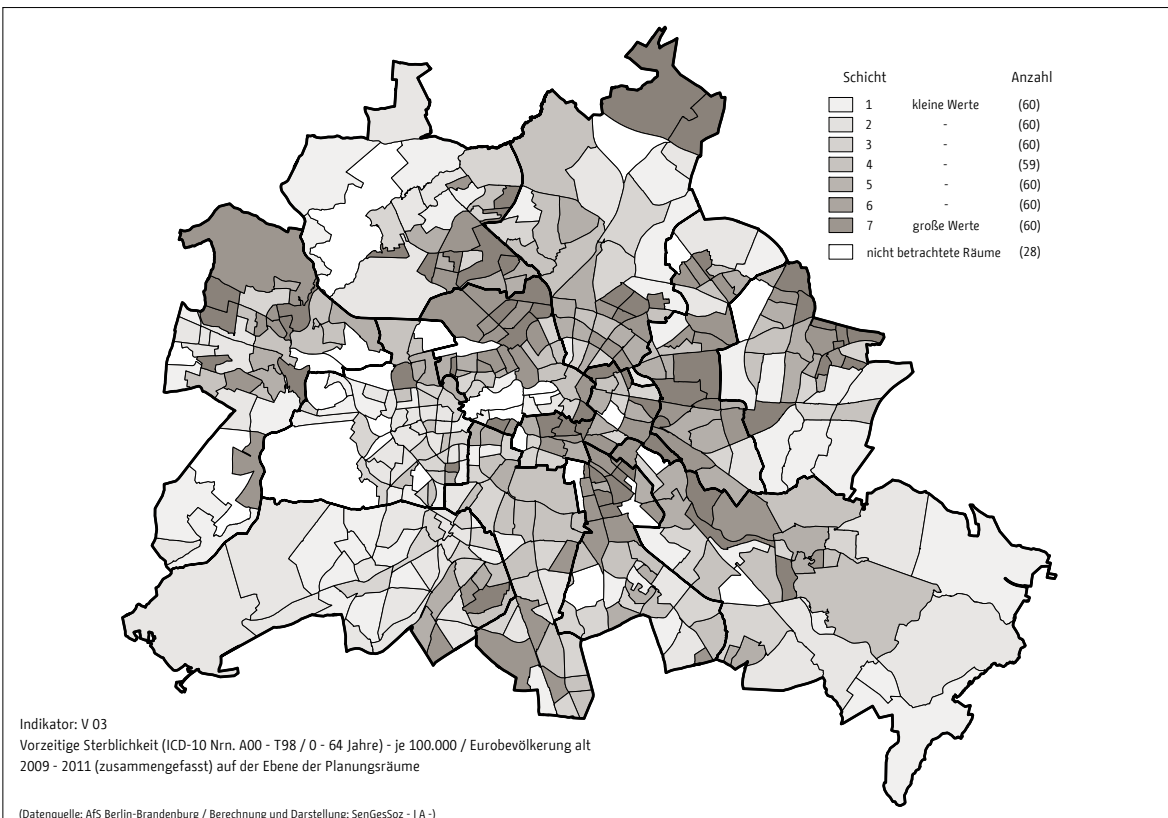 Schicht Anzahl
1 kleine Werte (60)
2 - (60)
3 - (60)
4 - (59)
5 - (60)
6 - (60)
7 große Werte (60)
nicht betrachtete Räume (28)
Indikator: V 03
Vorzeitige Sterblichkeit (ICD-10 Nrn. A00 - T98 / 0 - 64 Jahre) - je 100.000 / Eurobevölkerung alt
2009 - 2011 (zusammengefasst) auf der Ebene der Planungsräume
(Datenquelle: AfS Berlin-Brandenburg / Berechnung und Darstellung: SenGesSoz - I A -)